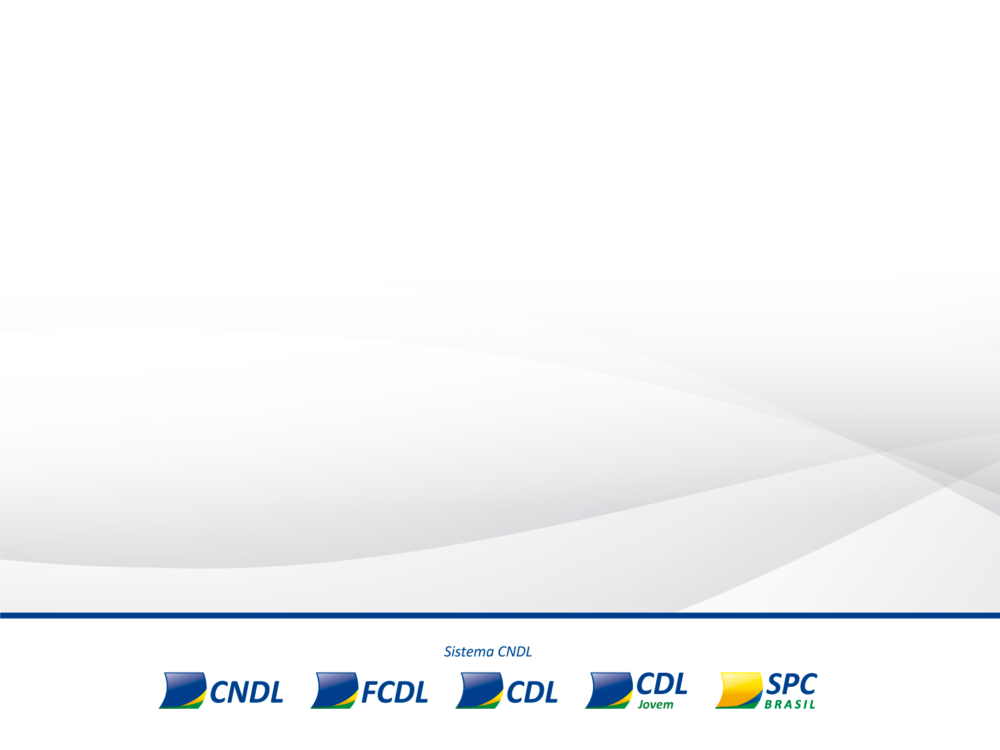 Sistema CNDL
CNDL FCDL CDL CDL Jovem SPC BRASIL